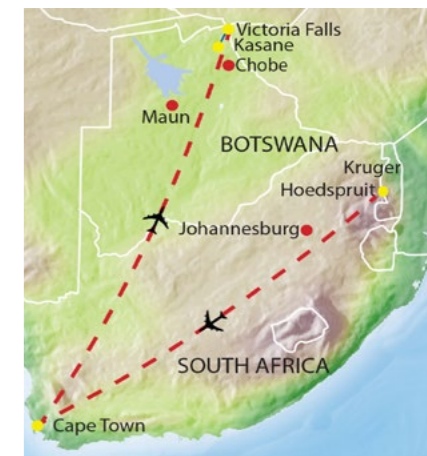 Victoria Falls
Kasane
Chobe
Maun
BOTSWANA
Kruger
Hoedspruit
Johannesburg
SOUTH AFRICA
Cape Town